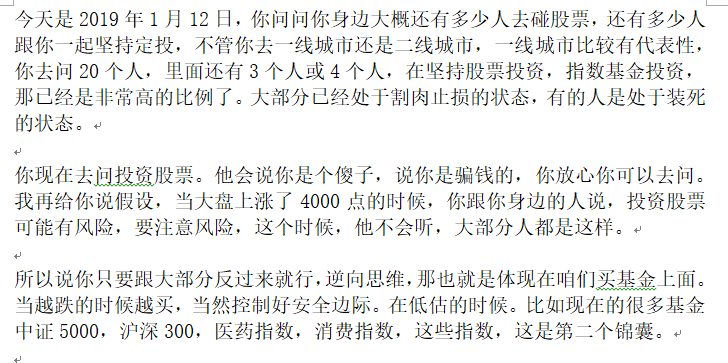 今天是 2019 年 1 月 12 日，你问问你身边大概还有多少人去碰股票，还有多少人
跟你一起坚持定投，不管你去一线城市还是二线城市，一线城市比较有代表性，
你去问 20 个人，里面还有 3 个人或 4 个人，在坚持股票投资，指数基金投资，
那已经是非常高的比例了。大部分已经处于割肉止损的状态，有的人是处于装死
的状态。
你现在去问投资股票。他会说你是个傻子，说你是骗钱的，你放心你可以去问。
我再给你说假设，当大盘上涨了 4000 点的时候，你跟你身边的人说，投资股票
可能有风险，要注意风险，这个时候，他不会听，大部分人都是这样。
所以说你只要跟大部分反过来就行，逆向思维，那也就是体现在咱们买基金上面。
当越跌的时候越买，当然控制好安全边际。在低估的时候。比如现在的很多基金
中证 5000，沪深 300，医药指数，消费指数，这些指数，这是第二个锦囊。